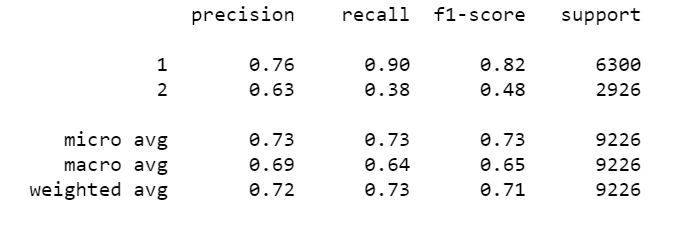 precision recall f1-score support
1 0.76 0.90 0.82 6300
2 0.63 0.38 0.48 2926
micro avg 0.73 0.73 0.73 9226
macro avg 0.69 0.64 0.65 9226
weighted avg 0.72 0.73 0.71 9226